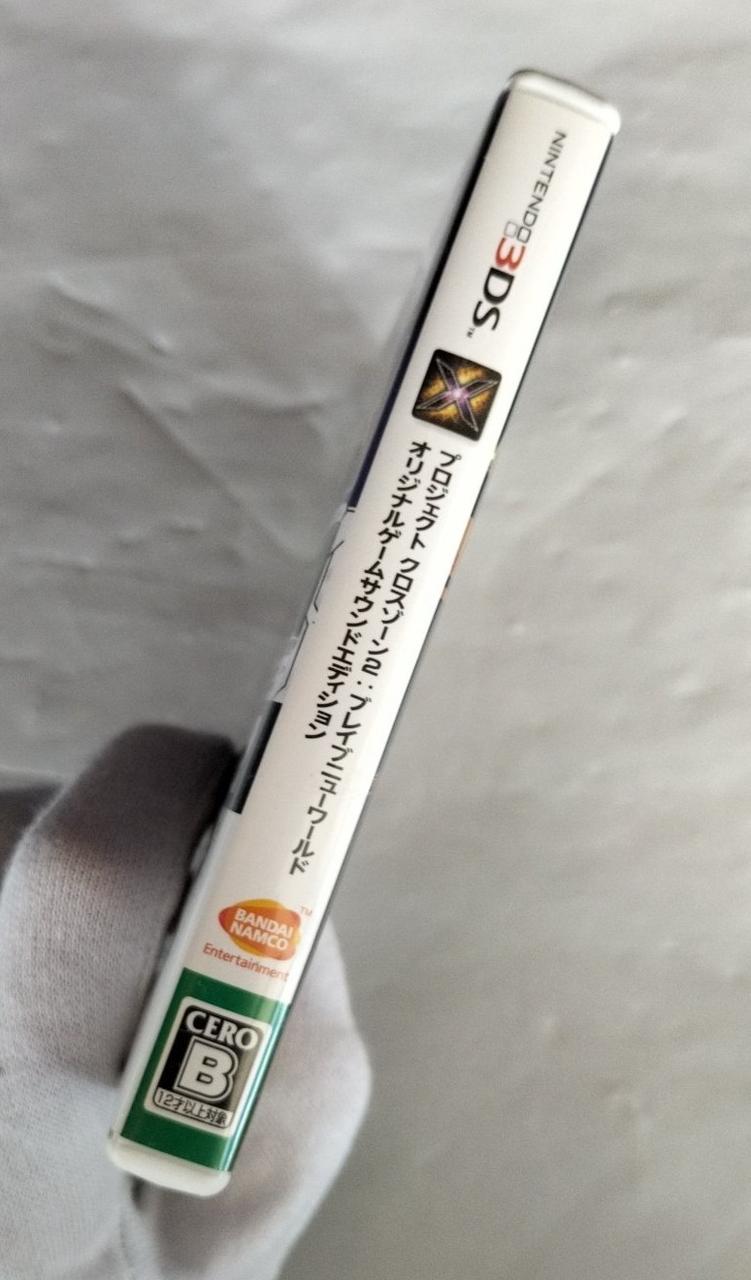 NINTENDO 3DS™
プロジェクト クロスゾーン2:ブレイブニューワールド
オリジナルゲームサウンドエディション
BANDAI
NAMCO
TM
Entertainment
CERO
B
12才以上対象